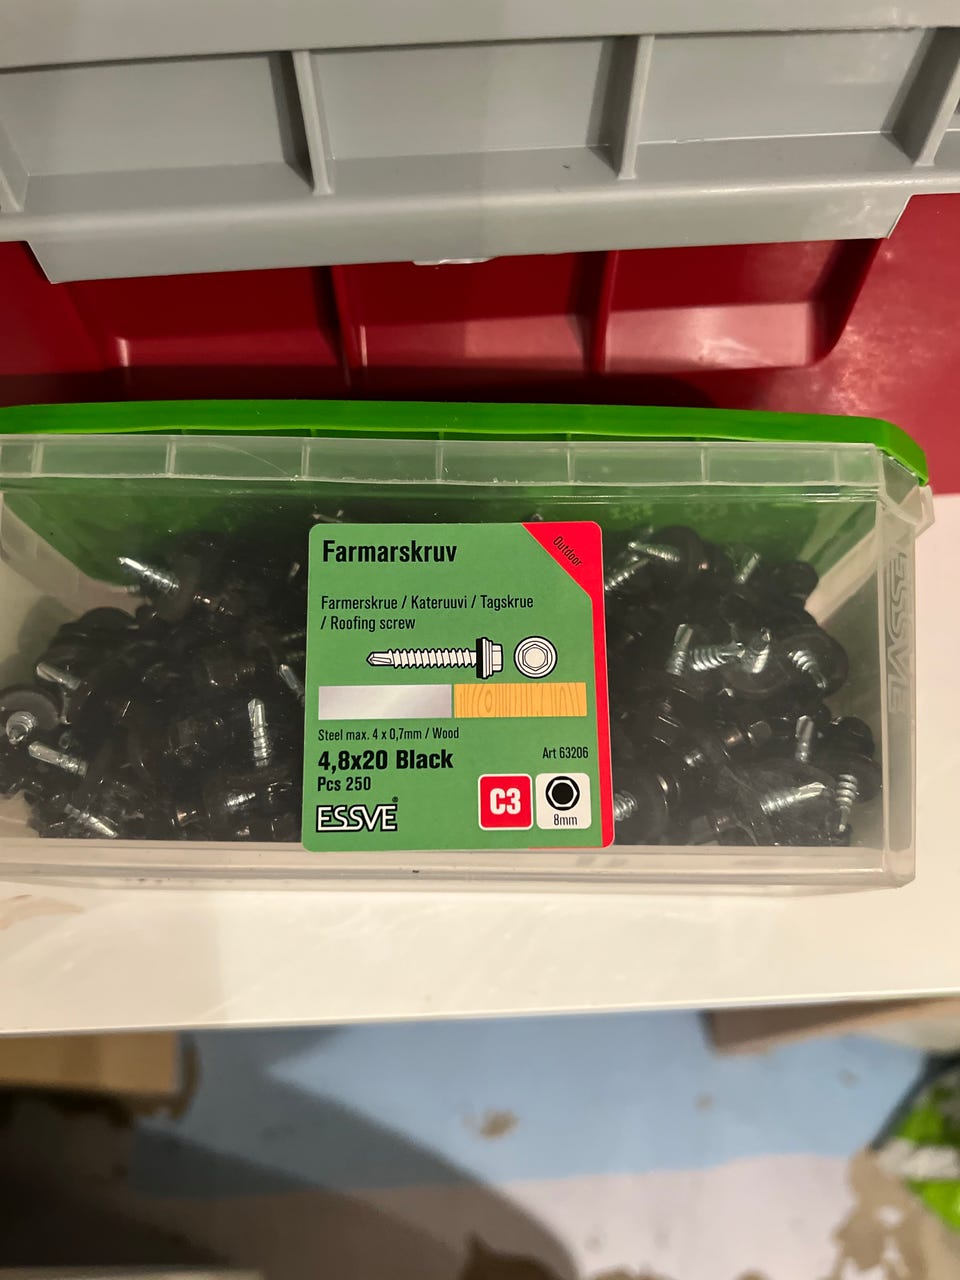 Farmarskruv
Outdoor
Farmerskrue / Kateruuvi / Tagskrue
/ Roofing screw
Steel max. 4 x 0,7mm / Wood
4,8x20 Black
Art 63206
Pcs 250
ESSVE®
C3
8mm
ESSVE